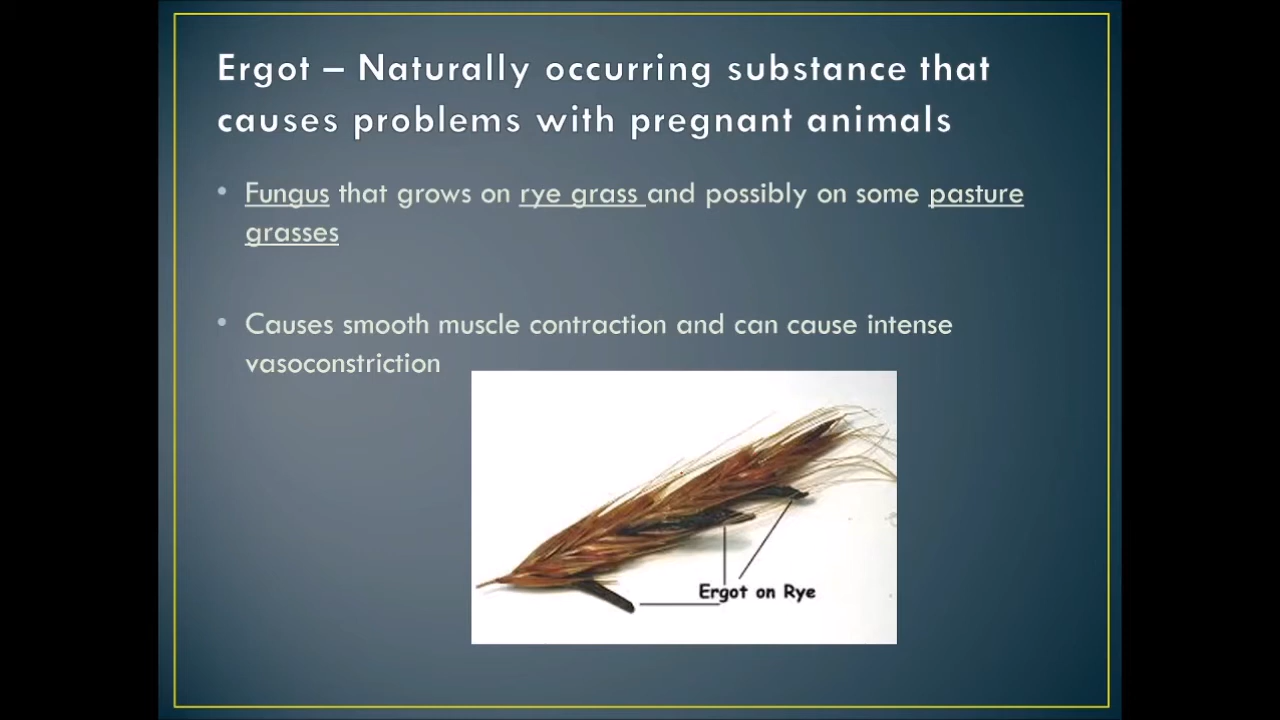 Ergot – Naturally occurring substance that
causes problems with pregnant animals
• Fungus that grows on rye grass and possibly on some pasture
grasses
• Causes smooth muscle contraction and can cause intense
vasoconstriction
Ergot on Rye